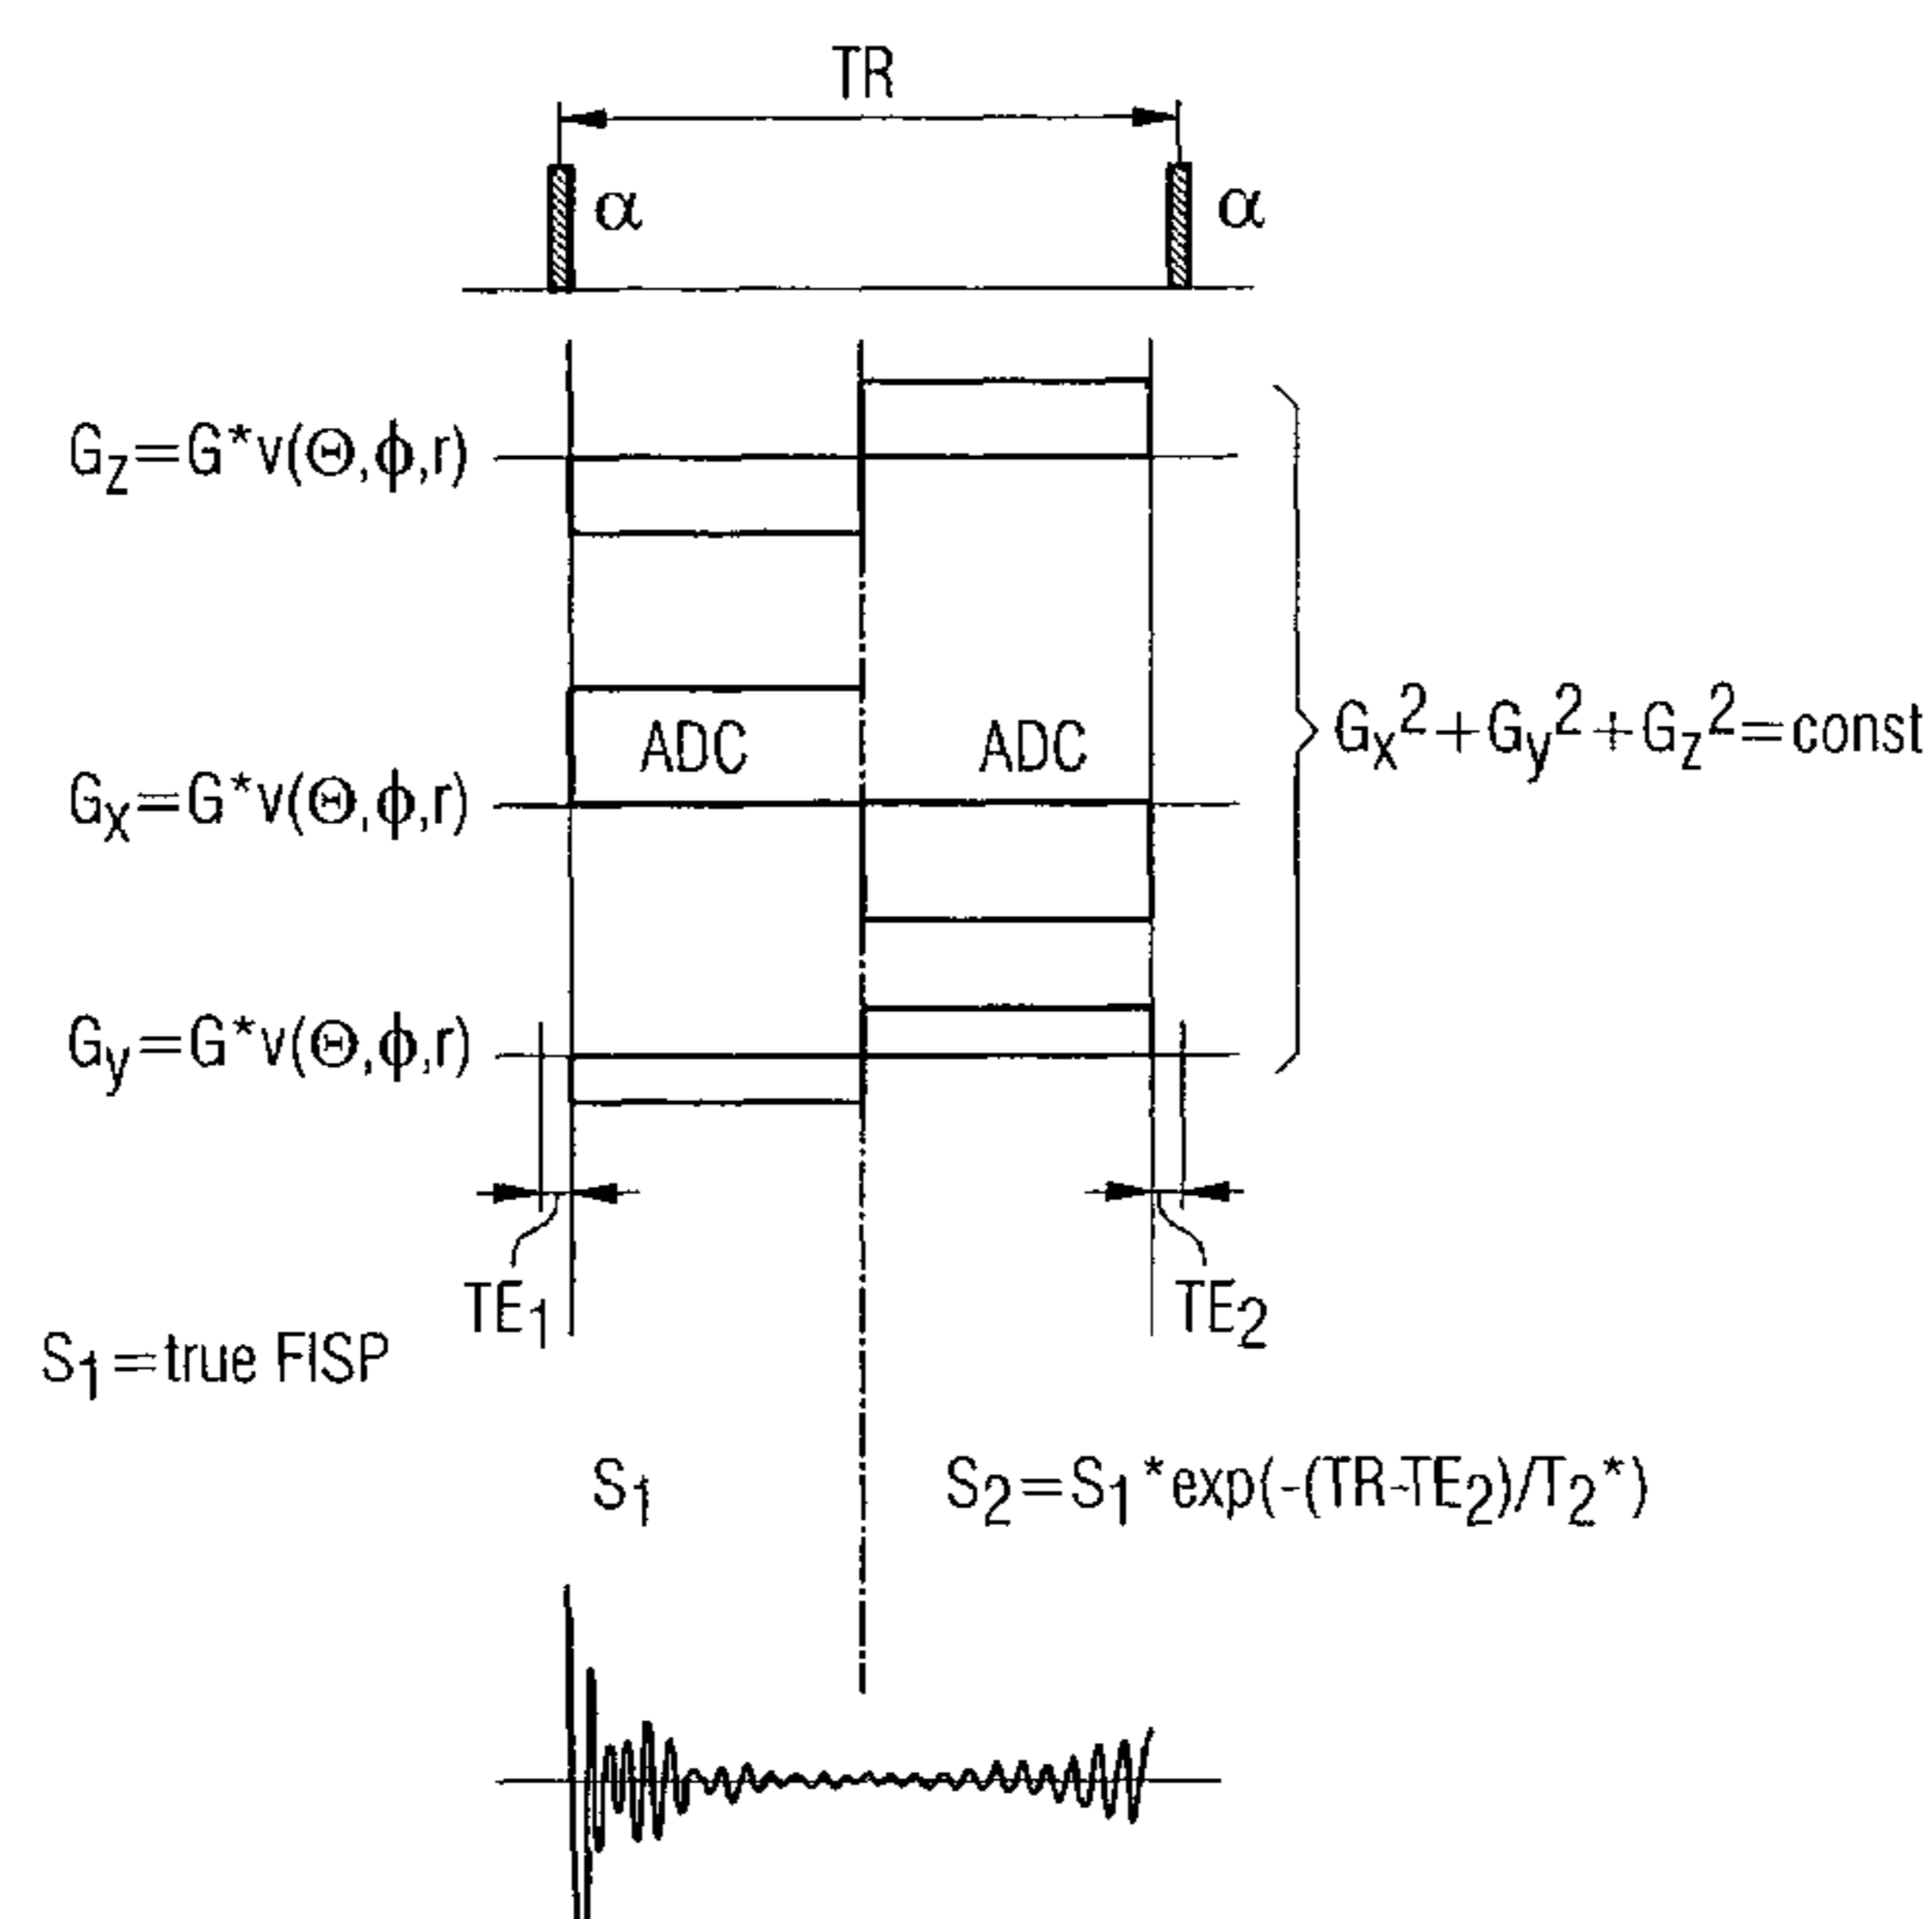 TR
α
α
G_z=G*v(Θ,ϕ,r)
ADC
ADC
G_x^2+G_y^2+G_z^2=const
G_x=G*v(Θ,ϕ,r)
G_y=G*v(Θ,ϕ,r)
TE_1
TE_2
S_1=true FISP
S_1
S_2=S_1*exp(-(TR-TE_2)/T_2*)